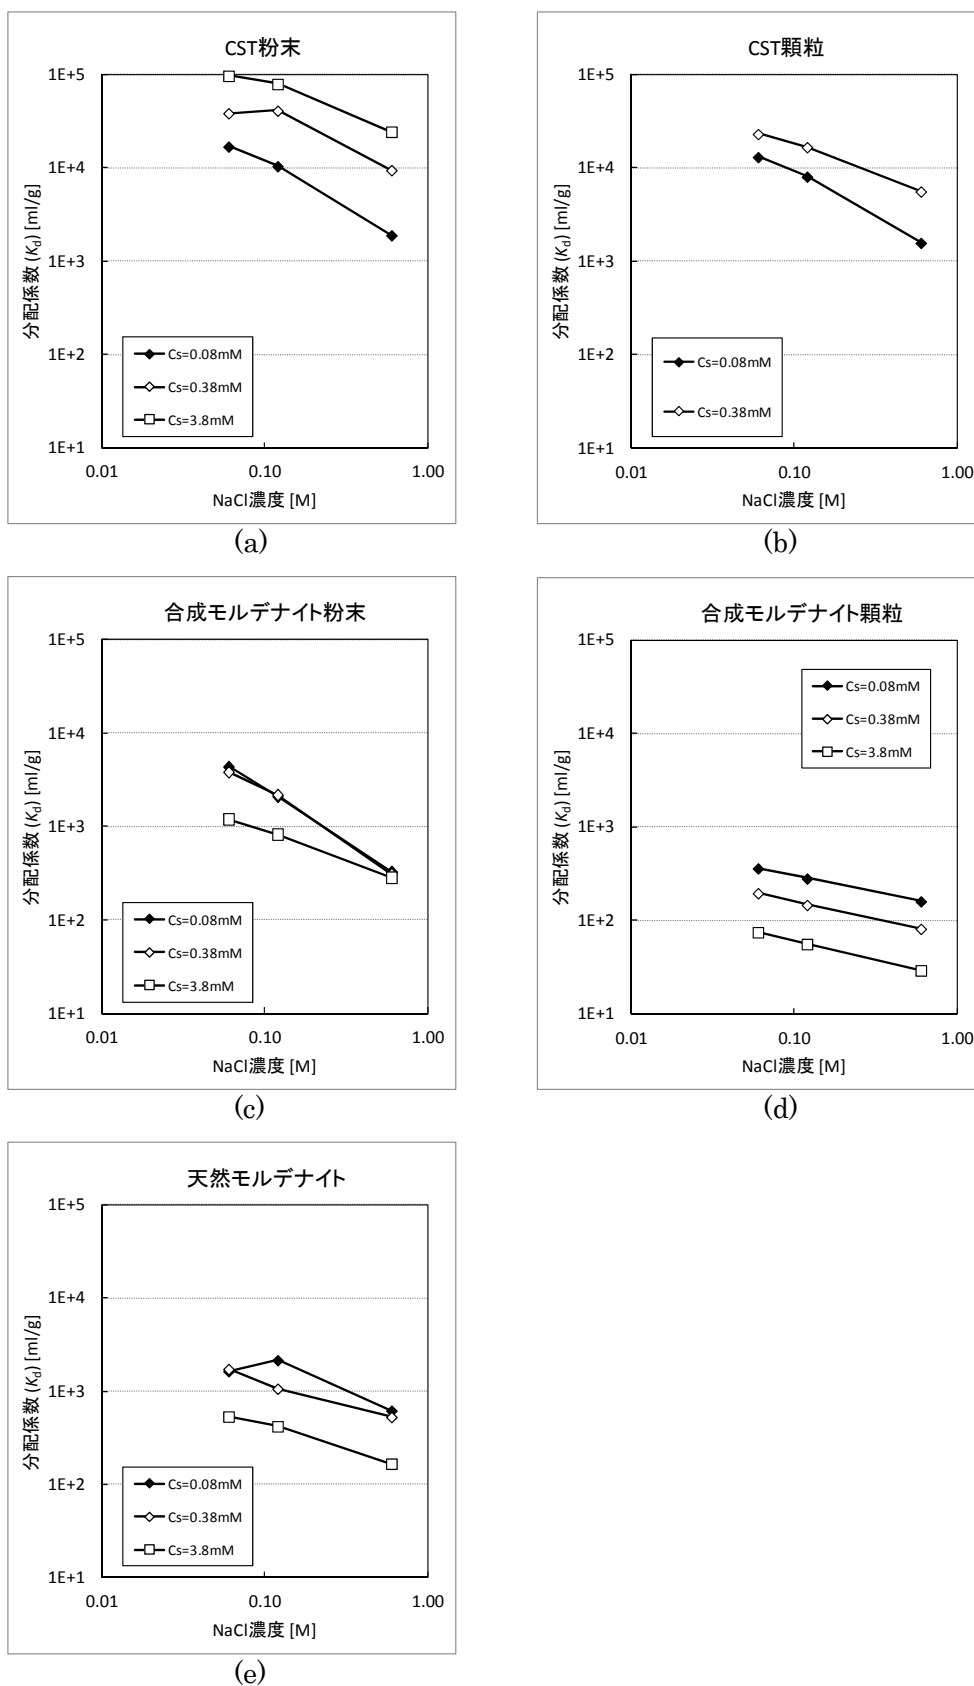 CST粉末
1E+5
1E+4
1E+3
1E+2
1E+1
分配係数 (Kd) [ml/g]
Cs=0.08mM
Cs=0.38mM
Cs=3.8mM
0.01 0.10 1.00
NaCl濃度 [M]
(a)
CST顆粒
1E+5
1E+4
1E+3
1E+2
1E+1
分配係数 (Kd) [ml/g]
Cs=0.08mM
Cs=0.38mM
0.01 0.10 1.00
NaCl濃度 [M]
(b)
合成モルデナイト粉末
1E+5
1E+4
1E+3
1E+2
1E+1
分配係数 (Kd) [ml/g]
Cs=0.08mM
Cs=0.38mM
Cs=3.8mM
0.01 0.10 1.00
NaCl濃度 [M]
(c)
合成モルデナイト顆粒
1E+5
1E+4
1E+3
1E+2
1E+1
分配係数 (Kd) [ml/g]
Cs=0.08mM
Cs=0.38mM
Cs=3.8mM
0.01 0.10 1.00
NaCl濃度 [M]
(d)
天然モルデナイト
1E+5
1E+4
1E+3
1E+2
1E+1
分配係数 (Kd) [ml/g]
Cs=0.08mM
Cs=0.38mM
Cs=3.8mM
0.01 0.10 1.00
NaCl濃度 [M]
(e)